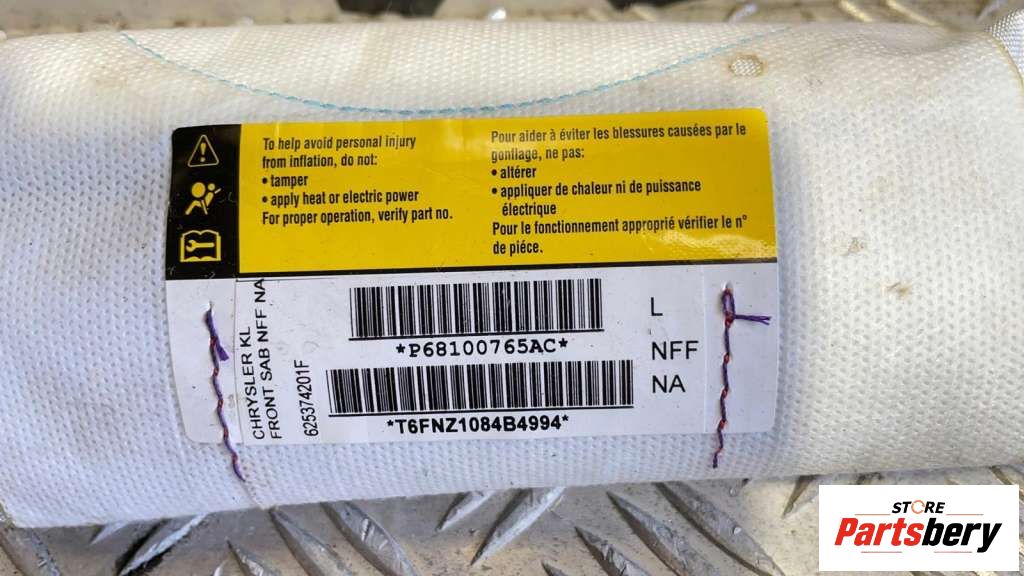 To help avoid personal injury
from inflation, do not:
• tamper
• apply heat or electric power
For proper operation, verify part no.
Pour aider à éviter les blessures causées par le
gonflage, ne pas:
• altérer
• appliquer de chaleur ni de puissance
électrique
Pour le fonctionnement approprié vérifier le n°
de piéce.
CHRYSLER KL
FRONT SAB NFF NA
625374201F
*P68100765AC*
*T6FNZ1084B4994*
L
NFF
NA
STORE
Partsbery